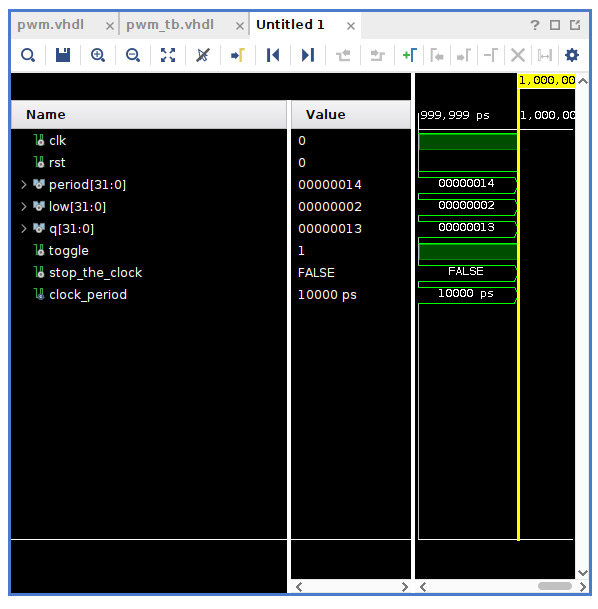 pwm.vhdl × pwm_tb.vhdl × Untitled 1 × ?
1,000,00
Name Value 999,999 ps 1,000,00
clk 0
rst 0
period[31:0] 00000014 00000014
low[31:0] 00000002 00000002
q[31:0] 00000013 00000013
toggle 1
stop_the_clock FALSE FALSE
clock_period 10000 ps 10000 ps